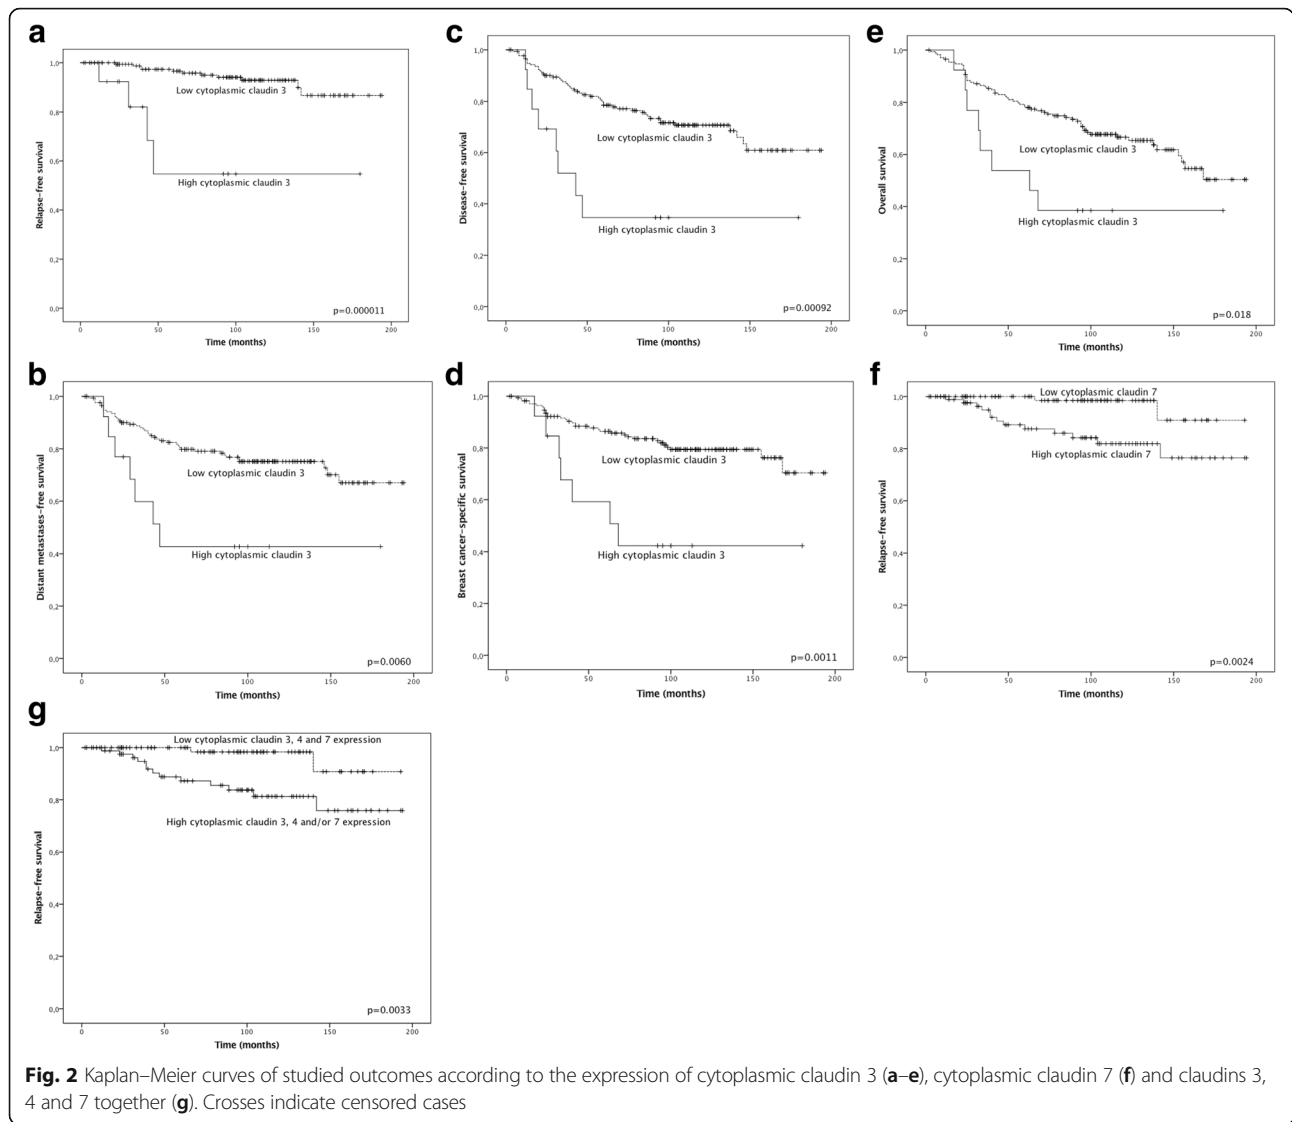 a
Relapse-free survival
1,0
0,8
0,6
0,4
0,2
0,0
Low cytoplasmic claudin 3
High cytoplasmic claudin 3
p=0.000011
0 50 100 150 200
Time (months)
c
Disease-free survival
1,0
0,8
0,6
0,4
0,2
0,0
Low cytoplasmic claudin 3
High cytoplasmic claudin 3
p=0.00092
0 50 100 150 200
Time (months)
e
Overall survival
1,0
0,8
0,6
0,4
0,2
0,0
Low cytoplasmic claudin 3
High cytoplasmic claudin 3
p=0.018
0 50 100 150 200
Time (months)
b
Distant metastases-free survival
1,0
0,8
0,6
0,4
0,2
0,0
Low cytoplasmic claudin 3
High cytoplasmic claudin 3
p=0.0060
0 50 100 150 200
Time (months)
d
Breast cancer-specific survival
1,0
0,8
0,6
0,4
0,2
0,0
Low cytoplasmic claudin 3
High cytoplasmic claudin 3
p=0.0011
0 50 100 150 200
Time (months)
f
Relapse-free survival
1,0
0,8
0,6
0,4
0,2
0,0
Low cytoplasmic claudin 7
High cytoplasmic claudin 7
p=0.0024
0 50 100 150 200
Time (months)
g
Relapse-free survival
1,0
0,8
0,6
0,4
0,2
0,0
Low cytoplasmic claudin 3, 4 and 7 expression
High cytoplasmic claudin 3, 4 and/or 7 expression
p=0.0033
0 50 100 150 200
Time (months)
Fig. 2 Kaplan–Meier curves of studied outcomes according to the expression of cytoplasmic claudin 3 (a–e), cytoplasmic claudin 7 (f) and claudins 3,
4 and 7 together (g). Crosses indicate censored cases